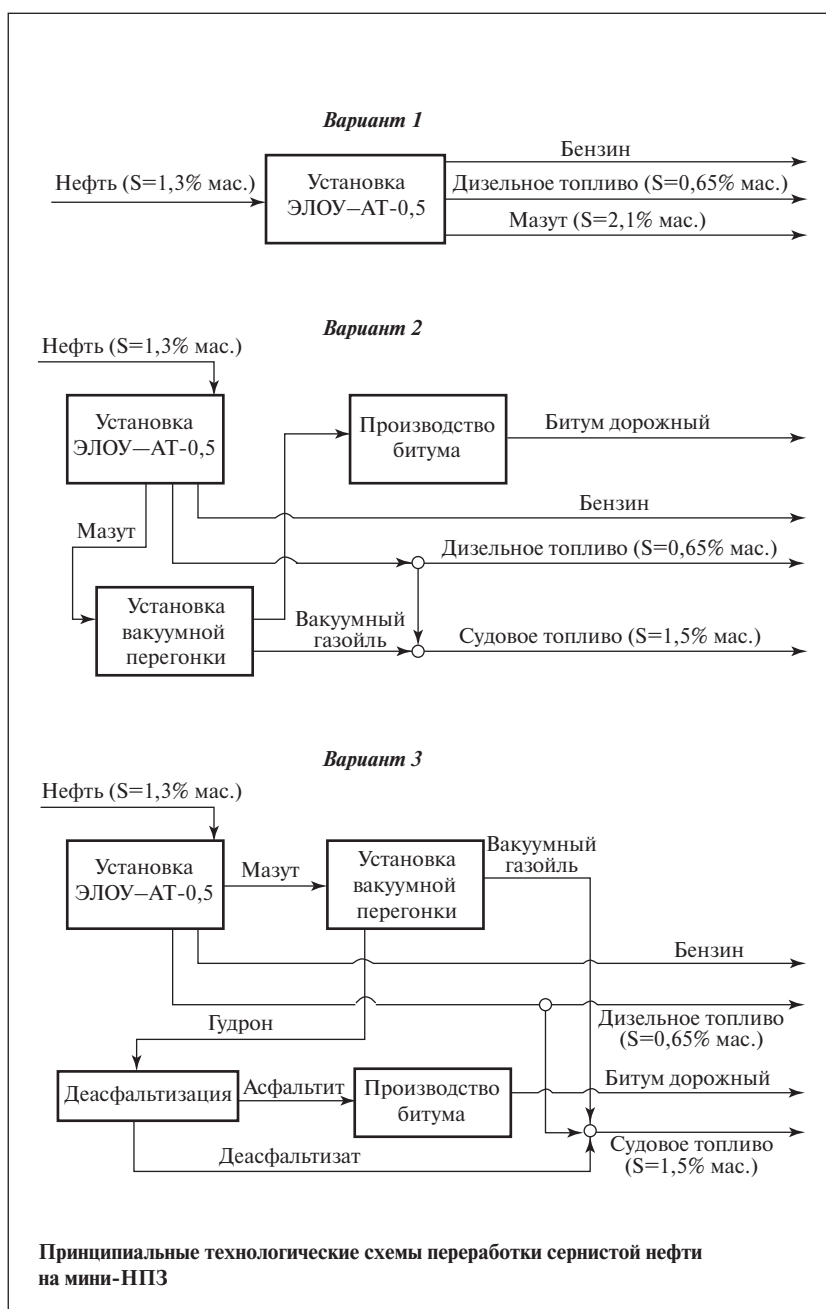 Вариант 1
Бензин
Нефть (S=1,3% мас.)
Установка
ЭЛОУ—АТ-0,5
Дизельное топливо (S=0,65% мас.)
Мазут (S=2,1% мас.)
Вариант 2
Нефть (S=1,3% мас.)
Установка
ЭЛОУ—АТ-0,5
Производство
битума
Битум дорожный
Мазут
Бензин
Дизельное топливо (S=0,65% мас.)
Установка
вакуумной
перегонки
Вакуумный
газойль
Судовое топливо (S=1,5% мас.)
Вариант 3
Нефть (S=1,3% мас.)
Установка
ЭЛОУ—АТ-0,5
Мазут
Установка
вакуумной
перегонки
Вакуумный
газойль
Бензин
Гудрон
Дизельное топливо
(S=0,65% мас.)
Деасфальтизация
Асфальтит
Производство
битума
Битум дорожный
Деасфальтизат
Судовое топливо
(S=1,5% мас.)
Принципиальные технологические схемы переработки сернистой нефти
на мини-НПЗ